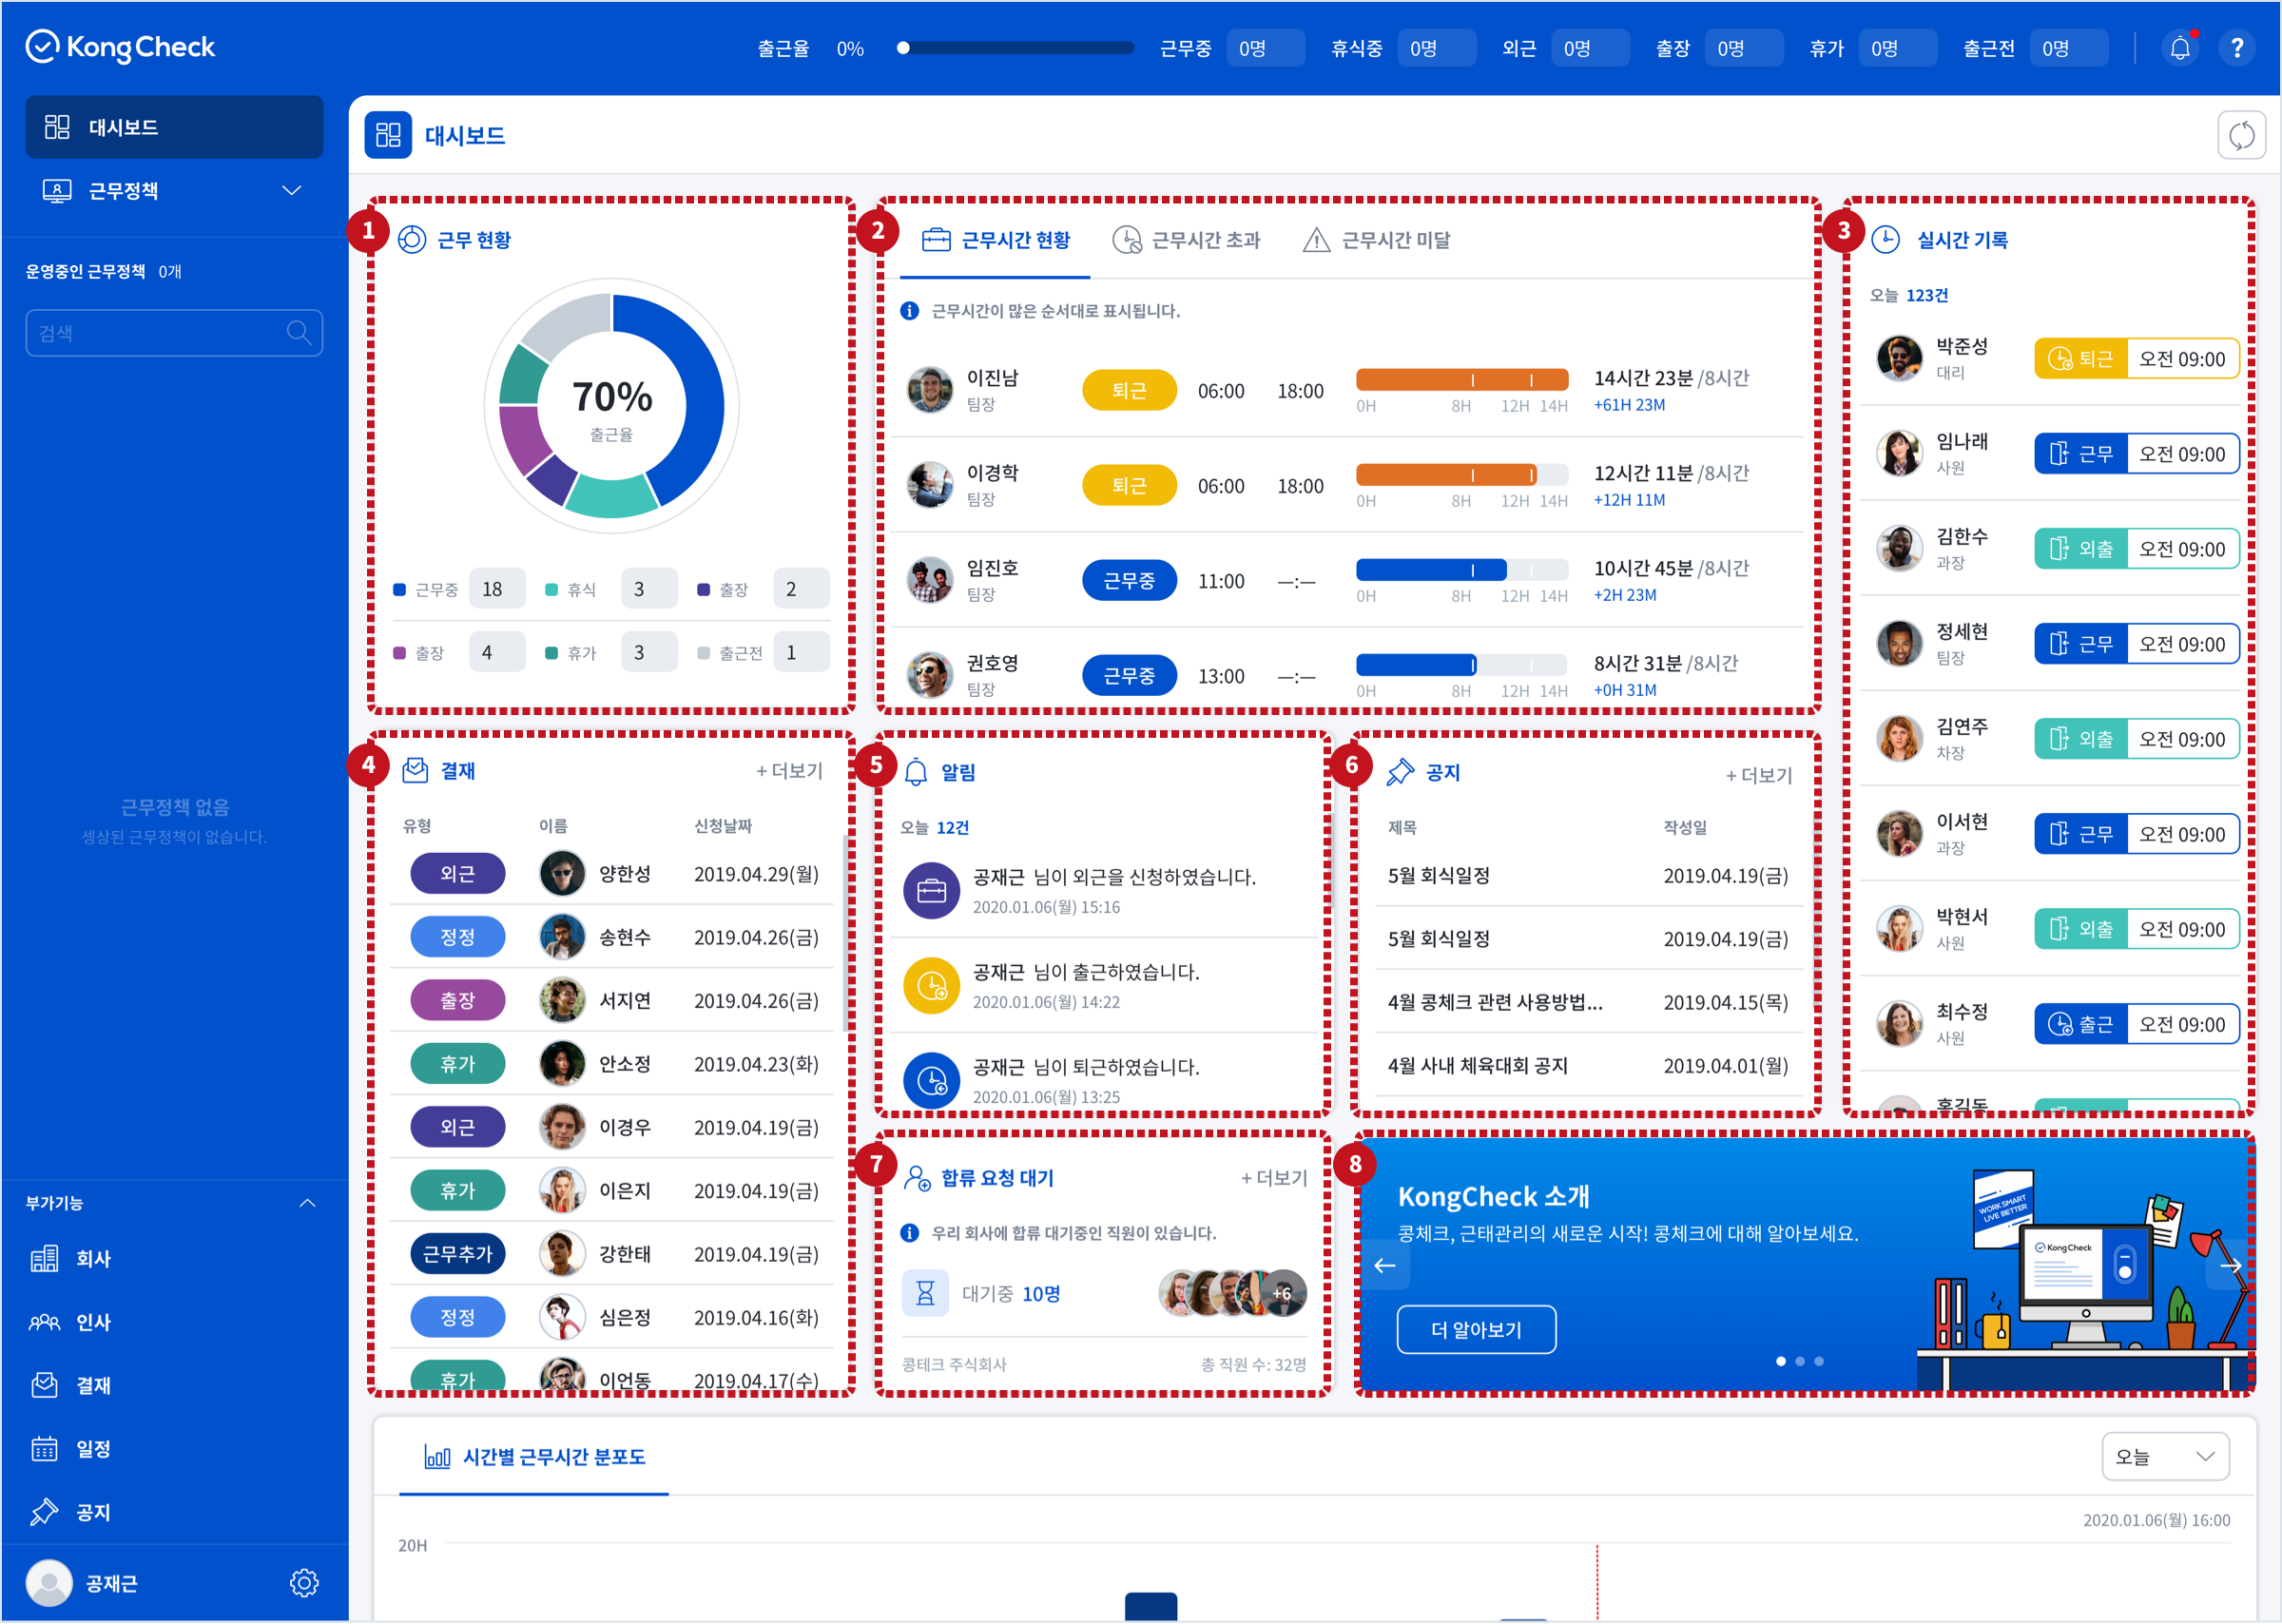 KongCheck
출근율 0% 근무중 0명 휴식중 0명 외근 0명 출장 0명 휴가 0명 출근전 0명 ?
대시보드
근무정책
운영중인 근무정책 0개
검색
근무정책 없음
생상된 근무정책이 없습니다.
부가기능
회사
인사
결재
일정
공지
공재근
대시보드
1 근무 현황
70%
출근율
근무중 18 휴식 3 출장 2
출장 4 휴가 3 출근전 1
2 근무시간 현황 근무시간 초과 근무시간 미달
근무시간이 많은 순서대로 표시됩니다.
이진남 퇴근 06:00 18:00 14시간 23분 /8시간
팀장 0H 8H 12H 14H +61H 23M
이경학 퇴근 06:00 18:00 12시간 11분 /8시간
팀장 0H 8H 12H 14H +12H 11M
임진호 근무중 11:00 —:— 10시간 45분 /8시간
팀장 0H 8H 12H 14H +2H 23M
권호영 근무중 13:00 —:— 8시간 31분 /8시간
팀장 0H 8H 12H 14H +0H 31M
3 실시간 기록
오늘 123건
박준성 퇴근 오전 09:00
대리
임나래 근무 오전 09:00
사원
김한수 외출 오전 09:00
과장
정세현 근무 오전 09:00
팀장
김연주 외출 오전 09:00
차장
이서현 근무 오전 09:00
과장
박현서 외출 오전 09:00
사원
최수정 출근 오전 09:00
사원
홍길동
4 결재 + 더보기
유형 이름 신청날짜
외근 양한성 2019.04.29(월)
정정 송현수 2019.04.26(금)
출장 서지연 2019.04.26(금)
휴가 안소정 2019.04.23(화)
외근 이경우 2019.04.19(금)
휴가 이은지 2019.04.19(금)
근무추가 강한태 2019.04.19(금)
정정 심은정 2019.04.16(화)
휴가 이언동 2019.04.17(수)
5 알림
오늘 12건
공재근 님이 외근을 신청하였습니다.
2020.01.06(월) 15:16
공재근 님이 출근하였습니다.
2020.01.06(월) 14:22
공재근 님이 퇴근하였습니다.
2020.01.06(월) 13:25
6 공지 + 더보기
제목 작성일
5월 회식일정 2019.04.19(금)
5월 회식일정 2019.04.19(금)
4월 콩체크 관련 사용방법... 2019.04.15(목)
4월 사내 체육대회 공지 2019.04.01(월)
7 합류 요청 대기 + 더보기
우리 회사에 합류 대기중인 직원이 있습니다.
대기중 10명 +6
콩테크 주식회사 총 직원 수: 32명
8 KongCheck 소개
콩체크, 근태관리의 새로운 시작! 콩체크에 대해 알아보세요.
더 알아보기
WORK SMART
LIVE BETTER
KongCheck
시간별 근무시간 분포도 오늘
2020.01.06(월) 16:00
20H